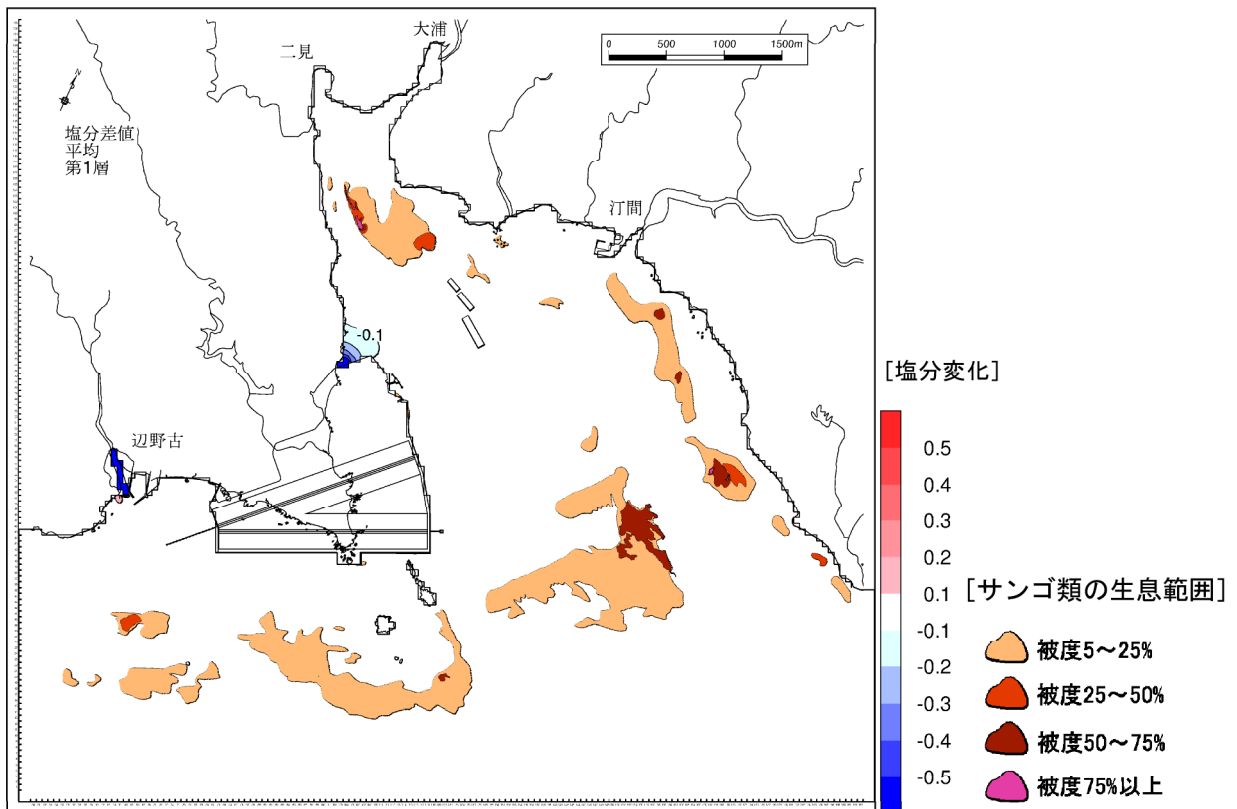 大浦
二見
0 500 1000 1500m
N
塩分差値
平均
第1層
汀間
-0.1
辺野古
[塩分変化]
0.5
0.4
0.3
0.2
0.1
-0.1
-0.2
-0.3
-0.4
-0.5
[サンゴ類の生息範囲]
被度5～25%
被度25～50%
被度50～75%
被度75%以上